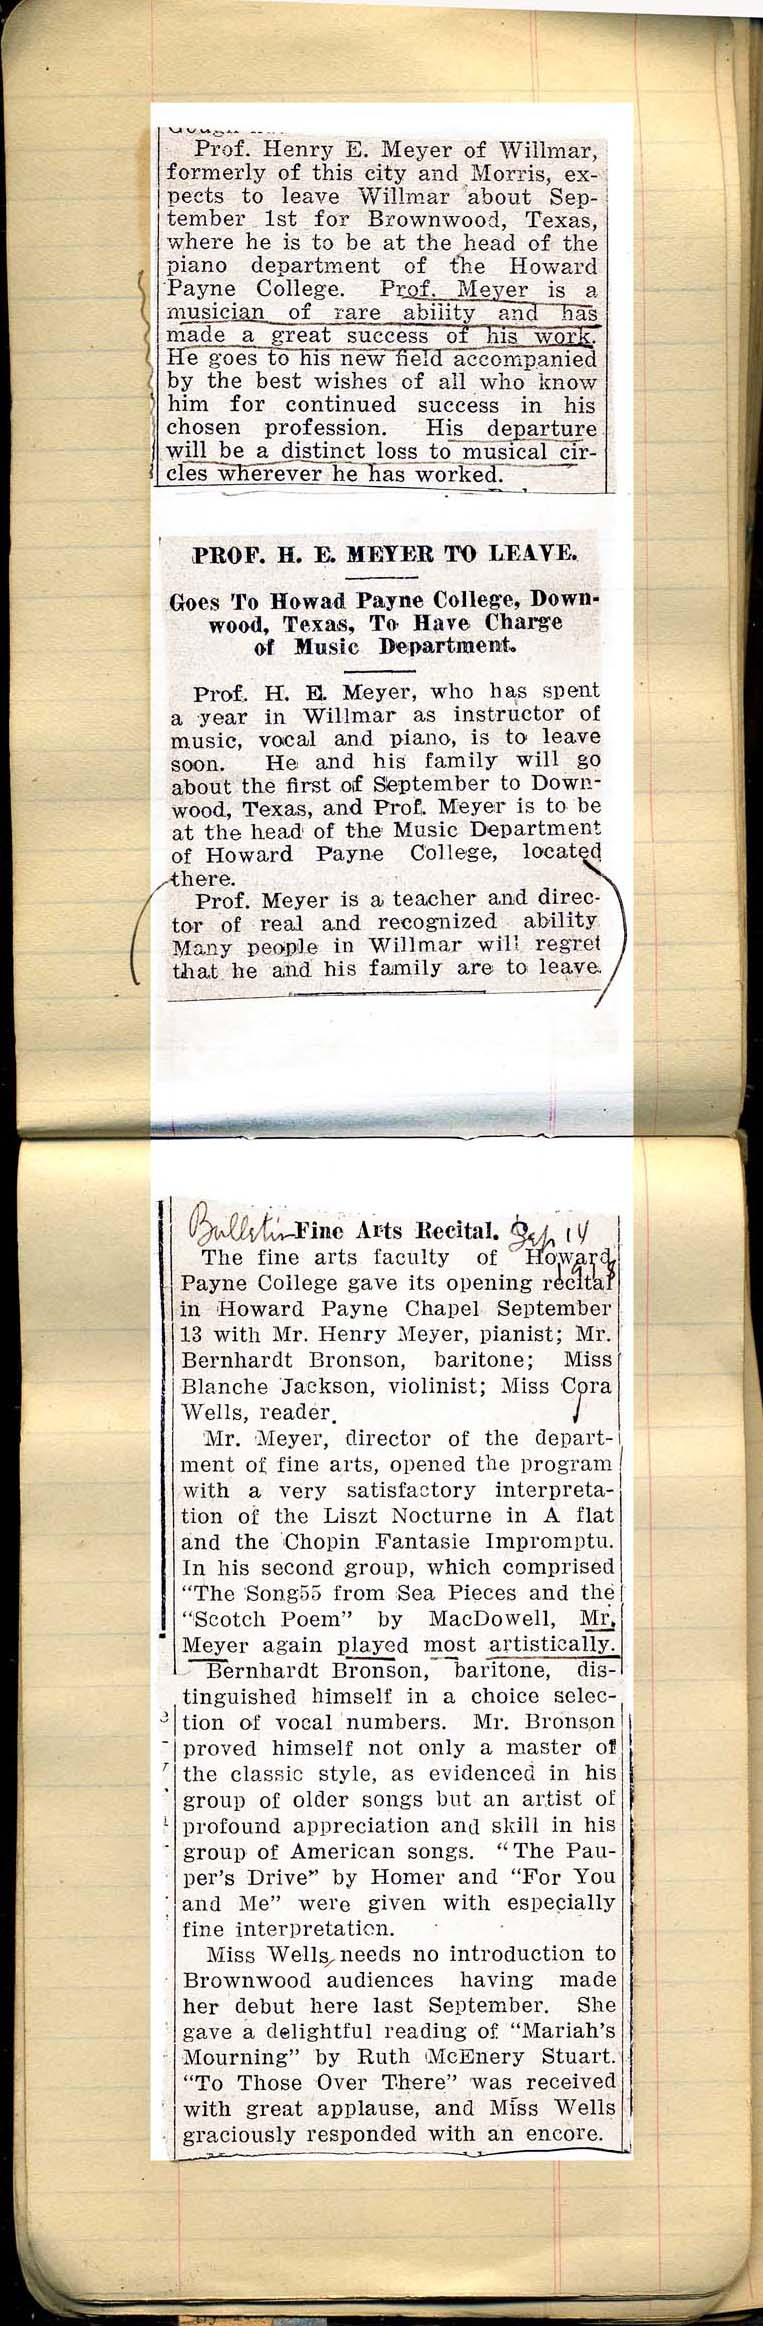 Prof. Henry E. Meyer of Willmar,
formerly of this city and Morris, ex-
pects to leave Willmar about Sep-
tember 1st for Brownwood, Texas,
where he is to be at the head of the
piano department of the Howard
Payne College. Prof. Meyer is a
musician of rare ability and has
made a great success of his work.
He goes to his new field accompanied
by the best wishes of all who know
him for continued success in his
chosen profession. His departure
will be a distinct loss to musical cir-
cles wherever he has worked.
PROF. H. E. MEYER TO LEAVE.
Goes To Howad Payne College, Down-
wood, Texas, To Have Charge
of Music Department.
Prof. H. E. Meyer, who has spent
a year in Willmar as instructor of
music, vocal and piano, is to leave
soon. He and his family will go
about the first of September to Down-
wood, Texas, and Prof. Meyer is to be
at the head of the Music Department
of Howard Payne College, located
there.
Prof. Meyer is a teacher and direc-
tor of real and recognized ability
Many people in Willmar will regret
that he and his family are to leave.
Bulletin Fine Arts Recital. Sep 14
1918
The fine arts faculty of Howard
Payne College gave its opening recital
in Howard Payne Chapel September
13 with Mr. Henry Meyer, pianist; Mr.
Bernhardt Bronson, baritone; Miss
Blanche Jackson, violinist; Miss Cora
Wells, reader.
Mr. Meyer, director of the depart-
ment of fine arts, opened the program
with a very satisfactory interpreta-
tion of the Liszt Nocturne in A flat
and the Chopin Fantasie Impromptu.
In his second group, which comprised
"The Song55 from Sea Pieces and the
"Scotch Poem" by MacDowell, Mr.
Meyer again played most artistically.
Bernhardt Bronson, baritone, dis-
tinguished himself in a choice selec-
tion of vocal numbers. Mr. Bronson
proved himself not only a master of
the classic style, as evidenced in his
group of older songs but an artist of
profound appreciation and skill in his
group of American songs. "The Pau-
per's Drive" by Homer and "For You
and Me" were given with especially
fine interpretation.
Miss Wells needs no introduction to
Brownwood audiences having made
her debut here last September. She
gave a delightful reading of "Mariah's
Mourning" by Ruth McEnery Stuart.
"To Those Over There" was received
with great applause, and Miss Wells
graciously responded with an encore.